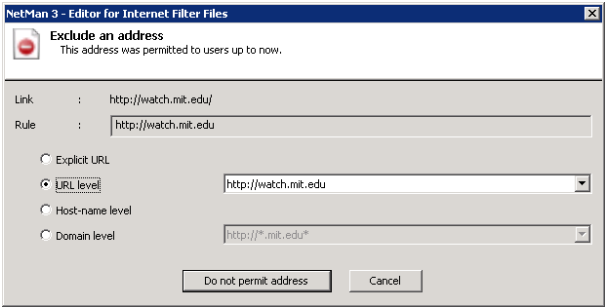 NetMan 3 - Editor for Internet Filter Files
Exclude an address
This address was permitted to users up to now.
Link : http://watch.mit.edu/
Rule : http://watch.mit.edu
Explicit URL
URL level http://watch.mit.edu
Host-name level
Domain level http://*.mit.edu*
Do not permit address Cancel